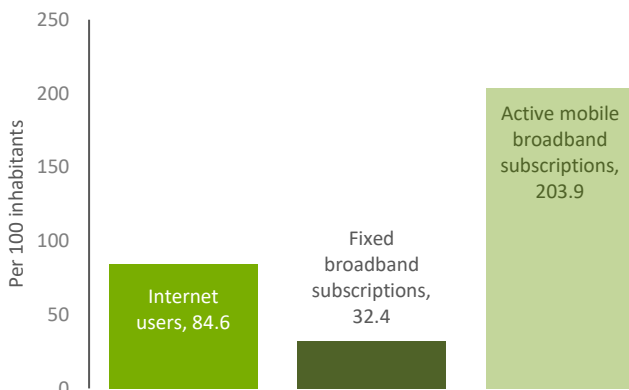 250
200
150
100
50
0
Per 100 inhabitants
Internet
users, 84.6
Fixed
broadband
subscriptions,
32.4
Active mobile
broadband
subscriptions,
203.9